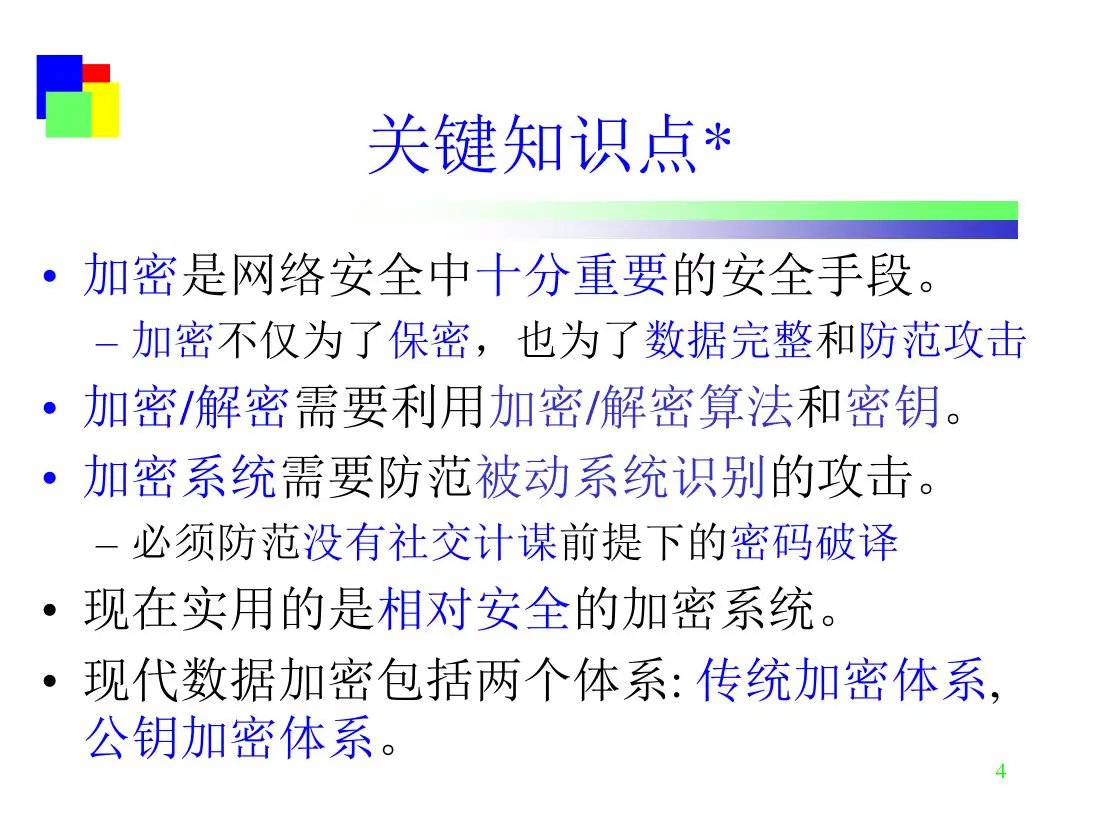 关键知识点*
• 加密是网络安全中十分重要的安全手段。
– 加密不仅为了保密，也为了数据完整和防范攻击
• 加密/解密需要利用加密/解密算法和密钥。
• 加密系统需要防范被动系统识别的攻击。
– 必须防范没有社交计谋前提下的密码破译
• 现在实用的是相对安全的加密系统。
• 现代数据加密包括两个体系: 传统加密体系,
公钥加密体系。
4